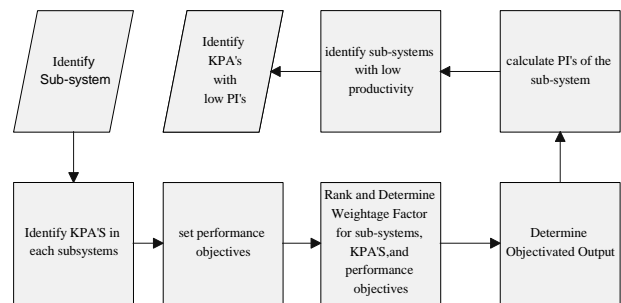 Identify
Sub-system
Identify
KPA's
with
low PI's
identify sub-systems
with low
productivity
calculate PI's of the
sub-system
Identify KPA'S in
each subsystems
set performance
objectives
Rank and Determine
Weightage Factor
for sub-systems,
KPA'S,and
performance
objectives
Determine
Objectivated Output